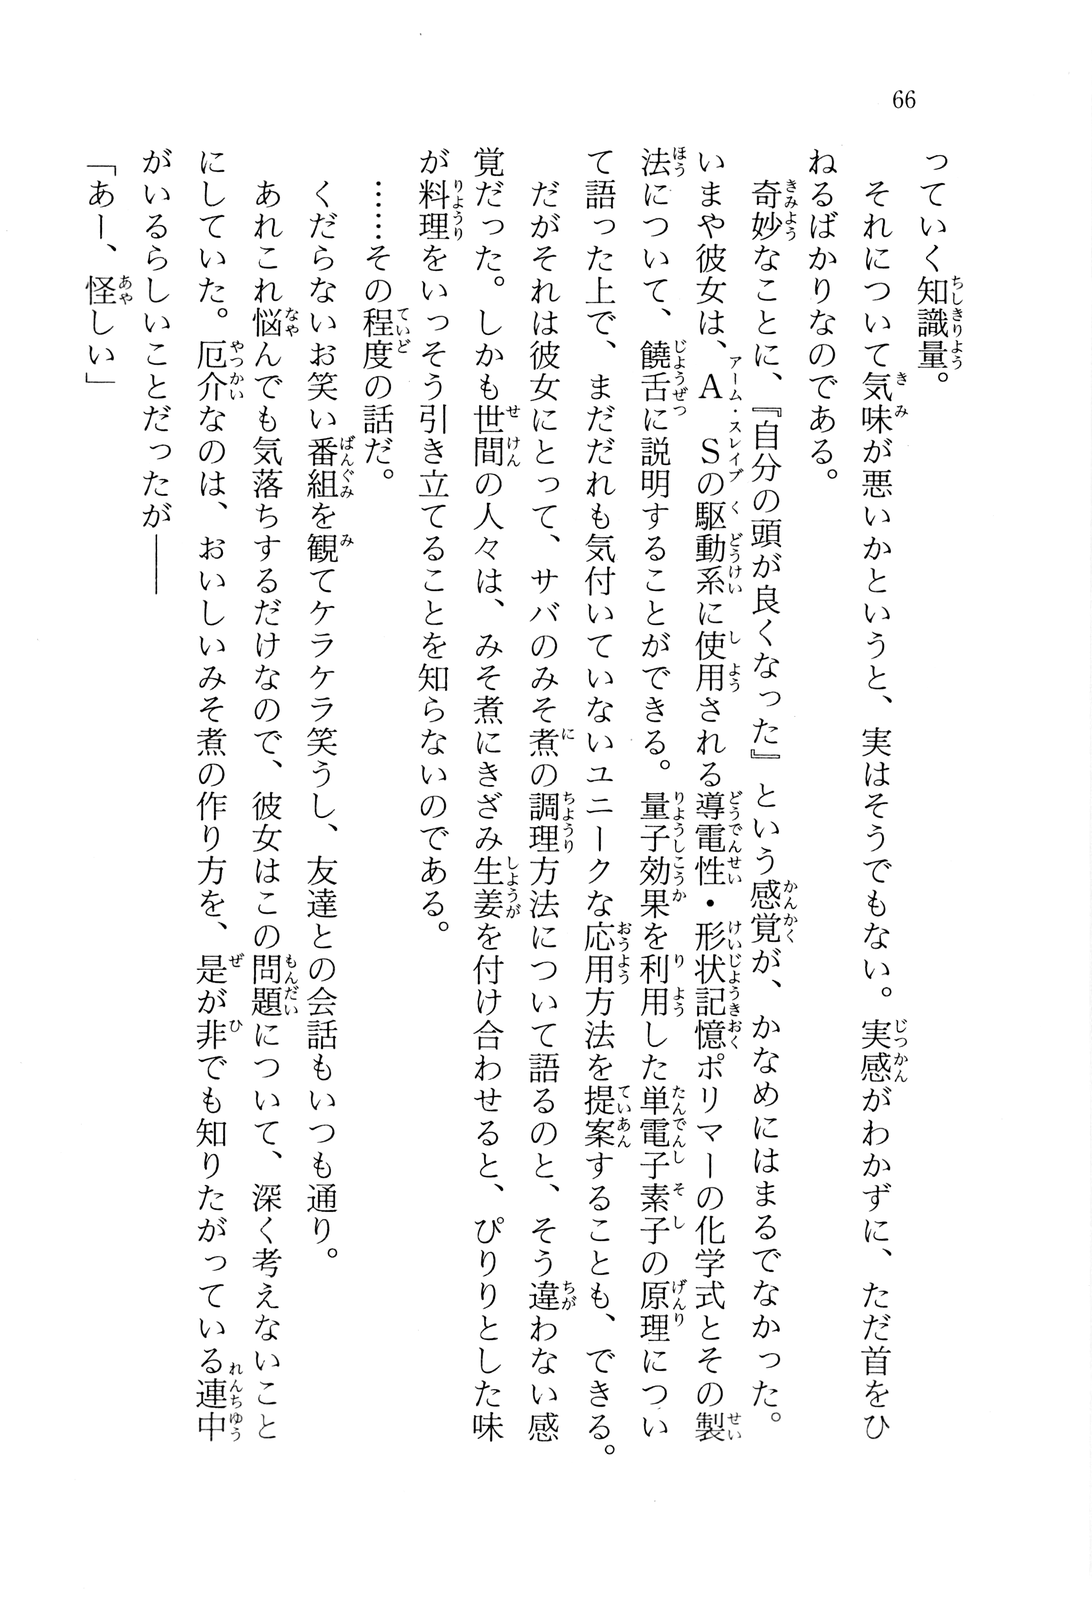 66
っていく知識量。
それについて気味が悪いかというと、実はそうでもない。実感がわかずに、ただ首をひ
ねるばかりなのである。
奇妙なことに、『自分の頭が良くなった』という感覚が、かなめにはまるでなかった。
いまや彼女は、ASの駆動系に使用される導電性・形状記憶ポリマーの化学式とその製
法について、饒舌に説明することができる。量子効果を利用した単電子素子の原理につい
て語った上で、まだだれも気付いていないユニークな応用方法を提案することも、できる。
だがそれは彼女にとって、サバのみそ煮の調理方法について語るのと、そう違わない感
覚だった。しかも世間の人々は、みそ煮にきざみ生姜を付け合わせると、ぴりりとした味
が料理をいっそう引き立てることを知らないのである。
……その程度の話だ。
くだらないお笑い番組を観てケラケラ笑うし、友達との会話もいつも通り。
あれこれ悩んでも気落ちするだけなので、彼女はこの問題について、深く考えないこと
にしていた。厄介なのは、おいしいみそ煮の作り方を、是が非でも知りたがっている連中
がいるらしいことだったが――
「あー、怪しい」